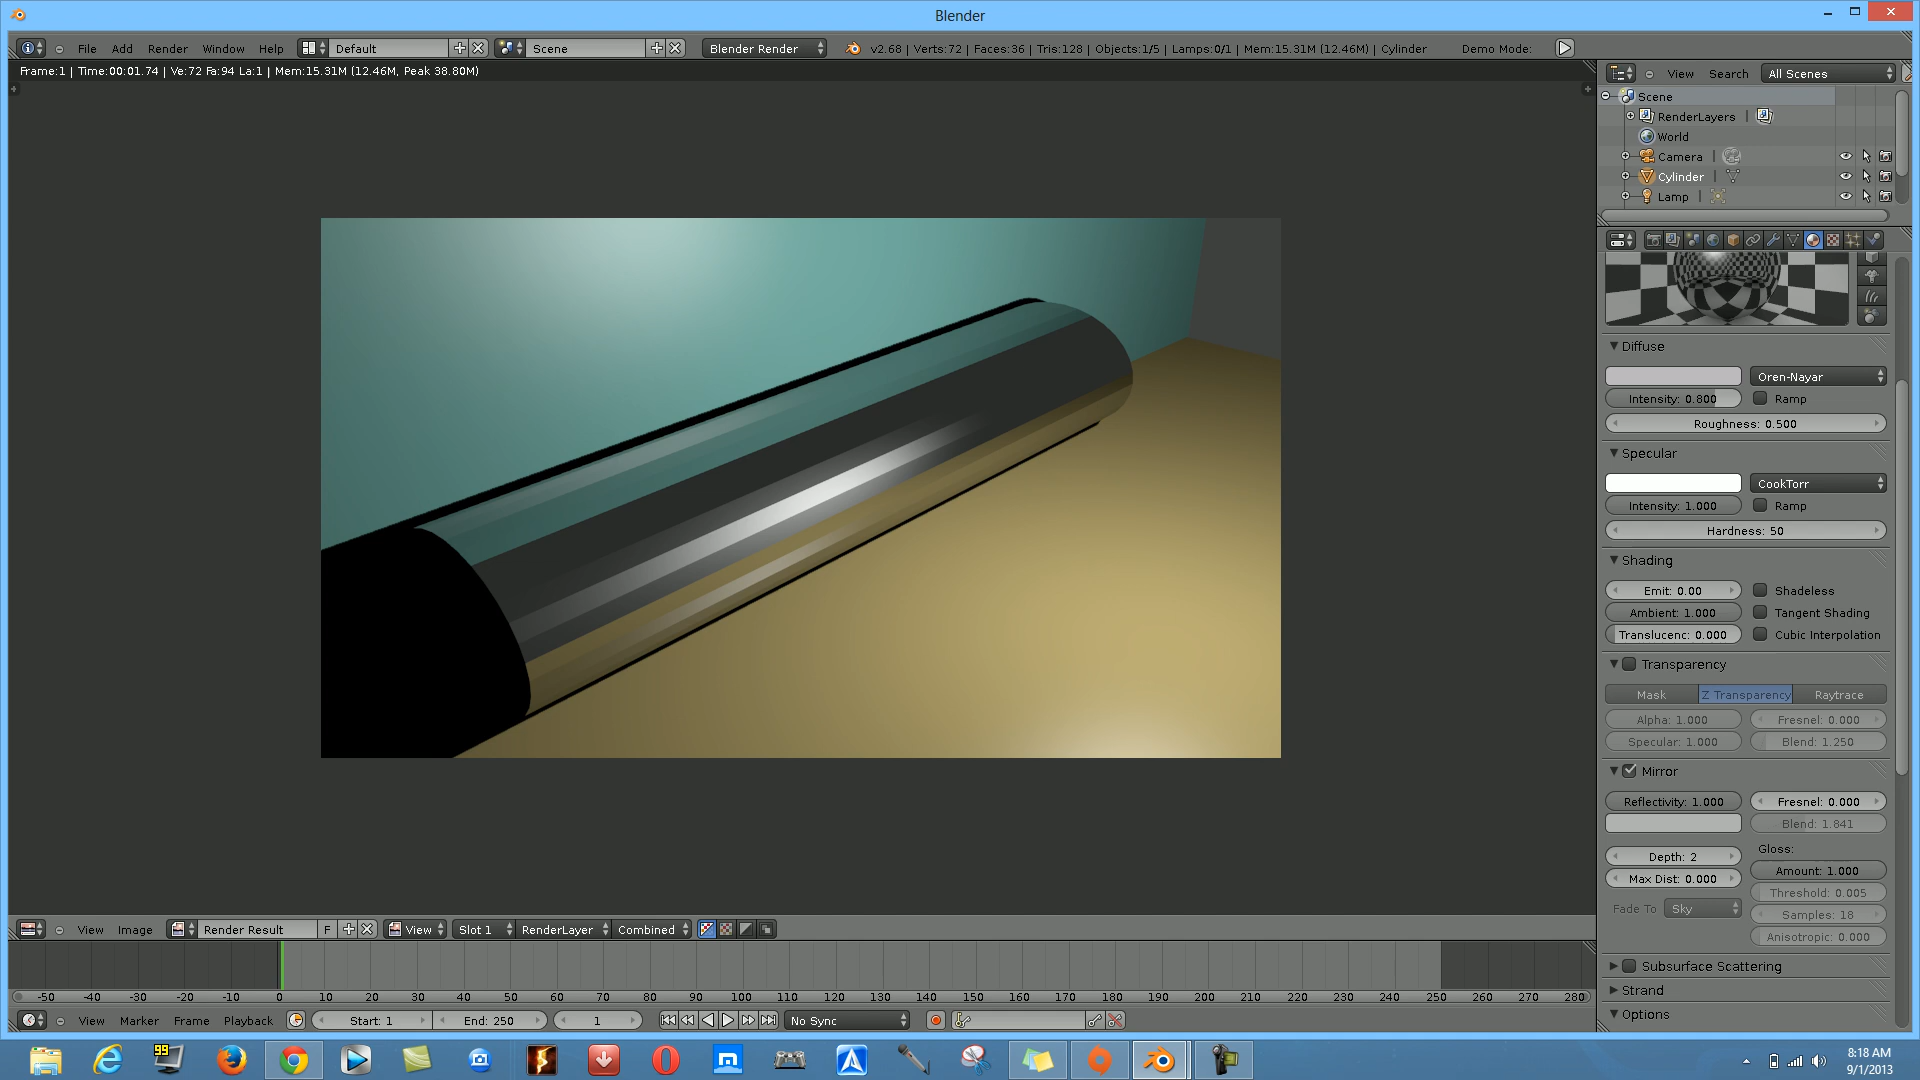 Blender
File Add Render Window Help Default Scene Blender Render v2.68 | Verts:72 | Faces:36 | Tris:128 | Objects:1/5 | Lamps:0/1 | Mem:15.31M (12.46M) | Cylinder Demo Mode:
Frame:1 | Time:00:01.74 | Ve:72 Fa:94 La:1 | Mem:15.31M (12.46M, Peak 38.80M)
View Search All Scenes
Scene
RenderLayers |
World
Camera |
Cylinder |
Lamp |
Diffuse
Oren-Nayar
Intensity: 0.800 Ramp
Roughness: 0.500
Specular
CookTorr
Intensity: 1.000 Ramp
Hardness: 50
Shading
Emit: 0.00 Shadeless
Ambient: 1.000 Tangent Shading
Translucenc: 0.000 Cubic Interpolation
Transparency
Mask Z Transparency Raytrace
Alpha: 1.000 Fresnel: 0.000
Specular: 1.000 Blend: 1.250
Mirror
Reflectivity: 1.000 Fresnel: 0.000
Blend: 1.841
Gloss:
Depth: 2
Amount: 1.000
Max Dist: 0.000
Threshold: 0.005
Fade To Sky
Samples: 18
Anisotropic: 0.000
Subsurface Scattering
Strand
Options
View Image Render Result F View Slot 1 RenderLayer Combined
-50 -40 -30 -20 -10 0 10 20 30 40 50 60 70 80 90 100 110 120 130 140 150 160 170 180 190 200 210 220 230 240 250 260 270 280
View Marker Frame Playback Start: 1 End: 250 1 No Sync
99
8:18 AM
9/1/2013